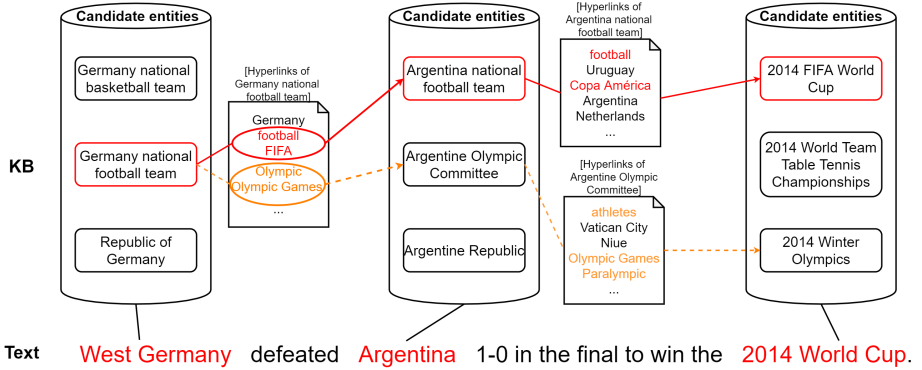 Candidate entities
Germany national
basketball team
Germany national
football team
Republic of
Germany
[Hyperlinks of
Germany national
football team]
Germany
football
FIFA
Olympic
Olympic Games
...
Candidate entities
Argentina national
football team
Argentine Olympic
Committee
Argentine Republic
[Hyperlinks of
Argentina national
football team]
football
Uruguay
Copa América
Argentina
Netherlands
...
[Hyperlinks of
Argentine Olympic
Committee]
athletes
Vatican City
Niue
Olympic Games
Paralympic
...
Candidate entities
2014 FIFA World
Cup
2014 World Team
Table Tennis
Championships
2014 Winter
Olympics
KB
Text
West Germany defeated Argentina 1-0 in the final to win the 2014 World Cup.